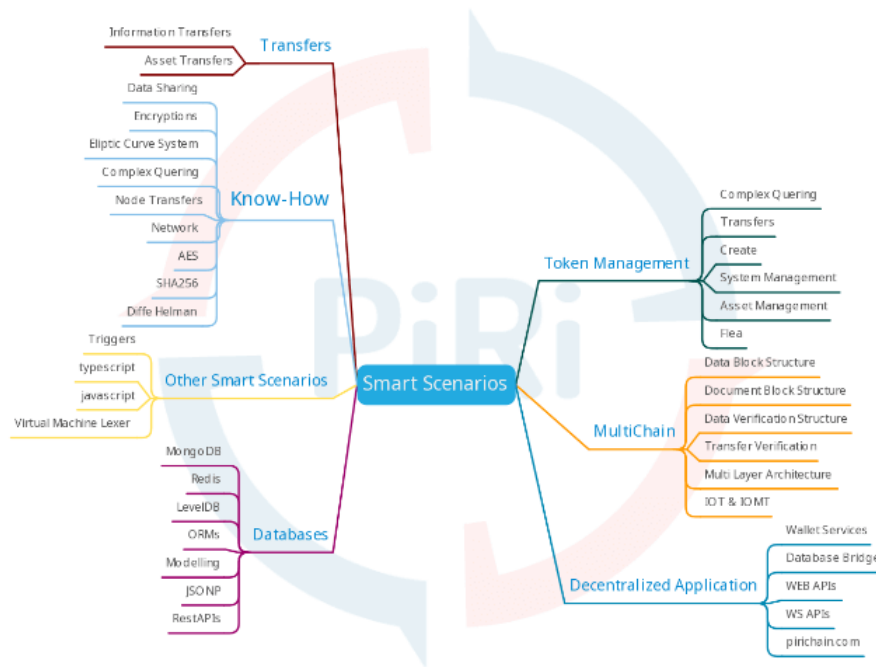 Information Transfers
Asset Transfers
Transfers
Data Sharing
Encryptions
Eliptic Curve System
Complex Quering
Node Transfers
Network
AES
SHA256
Diffe Helman
Know-How
Triggers
typescript
javascript
Virtual Machine Lexer
Other Smart Scenarios
MongoDB
Redis
LevelDB
ORMs
Modelling
JSONP
RestAPIs
Databases
PiRi
Smart Scenarios
Token Management
Complex Quering
Transfers
Create
System Management
Asset Management
Flea
MultiChain
Data Block Structure
Document Block Structure
Data Verification Structure
Transfer Verification
Multi Layer Architecture
IOT & IOMT
Decentralized Application
Wallet Services
Database Bridge
WEB APIs
WS APIs
pirichain.com